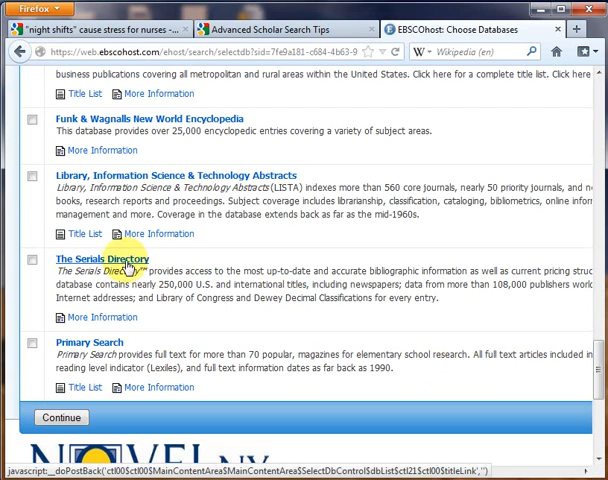 Firefox
"night shifts" cause stress for nurses -...
Advanced Scholar Search Tips
EBSCOhost: Choose Databases
https://web.ebscohost.com/ehost/search/selectdb?sid=7fe9a181-c684-4b63-9
Wikipedia (en)
business publications covering all metropolitan and rural areas within the United States. Click here for a complete title list.
Title List More Information
Funk & Wagnalls New World Encyclopedia
This database provides over 25,000 encyclopedic entries covering a variety of subject areas.
More Information
Library, Information Science & Technology Abstracts
Library, Information Science & Technology Abstracts (LISTA) indexes more than 560 core journals, nearly 50 priority journals, and n
books, research reports and proceedings. Subject coverage includes librarianship, classification, cataloging, bibliometrics, online infor
management and more. Coverage in the database extends back as far as the mid-1960s.
Title List More Information
The Serials Directory
The Serials Directory™ provides access to the most up-to-date and accurate bibliographic information as well as current pricing struc
database contains nearly 250,000 U.S. and international titles, including newspapers; data from more than 108,000 publishers worl
Internet addresses; and Library of Congress and Dewey Decimal Classifications for every entry.
More Information
Primary Search
Primary Search provides full text for more than 70 popular, magazines for elementary school research. All full text articles included in
reading level indicator (Lexiles), and full text information dates as far back as 1990.
Title List More Information
Continue
NOVEL NY
javascript:__doPostBack('ctl00$ctl00$MainContentArea$MainContentArea$SelectDbControl$dbList$ctl21$ctl00$titleLink','')